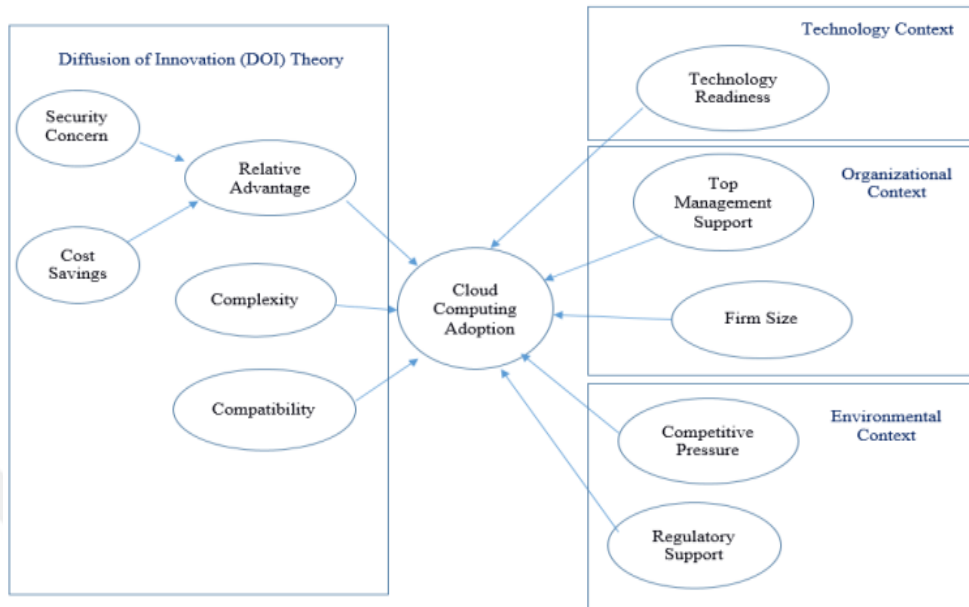 Diffusion of Innovation (DOI) Theory
Security
Concern
Relative
Advantage
Cost
Savings
Complexity
Compatibility
Cloud
Computing
Adoption
Technology Context
Technology
Readiness
Organizational
Context
Top
Management
Support
Firm Size
Environmental
Context
Competitive
Pressure
Regulatory
Support